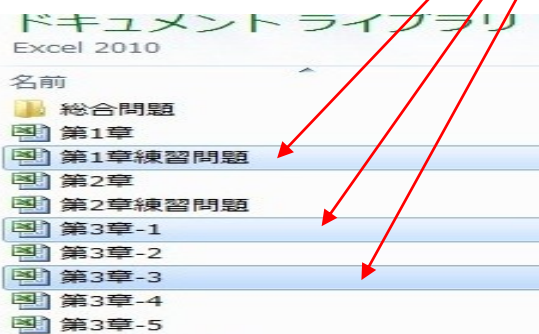 ドキュメント ライブラリ
Excel 2010
名前
総合問題
第1章
第1章練習問題
第2章
第2章練習問題
第3章-1
第3章-2
第3章-3
第3章-4
第3章-5